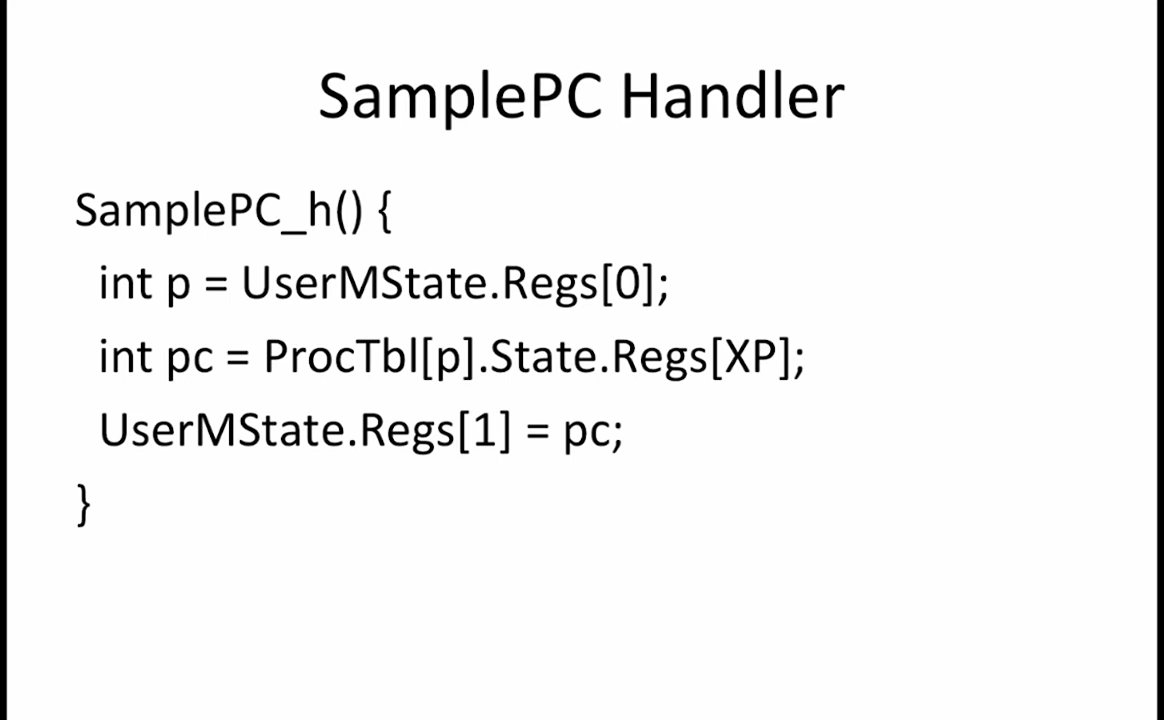 SamplePC Handler
SamplePC_h() {
int p = UserMState.Regs[0];
int pc = ProcTbl[p].State.Regs[XP];
UserMState.Regs[1] = pc;
}